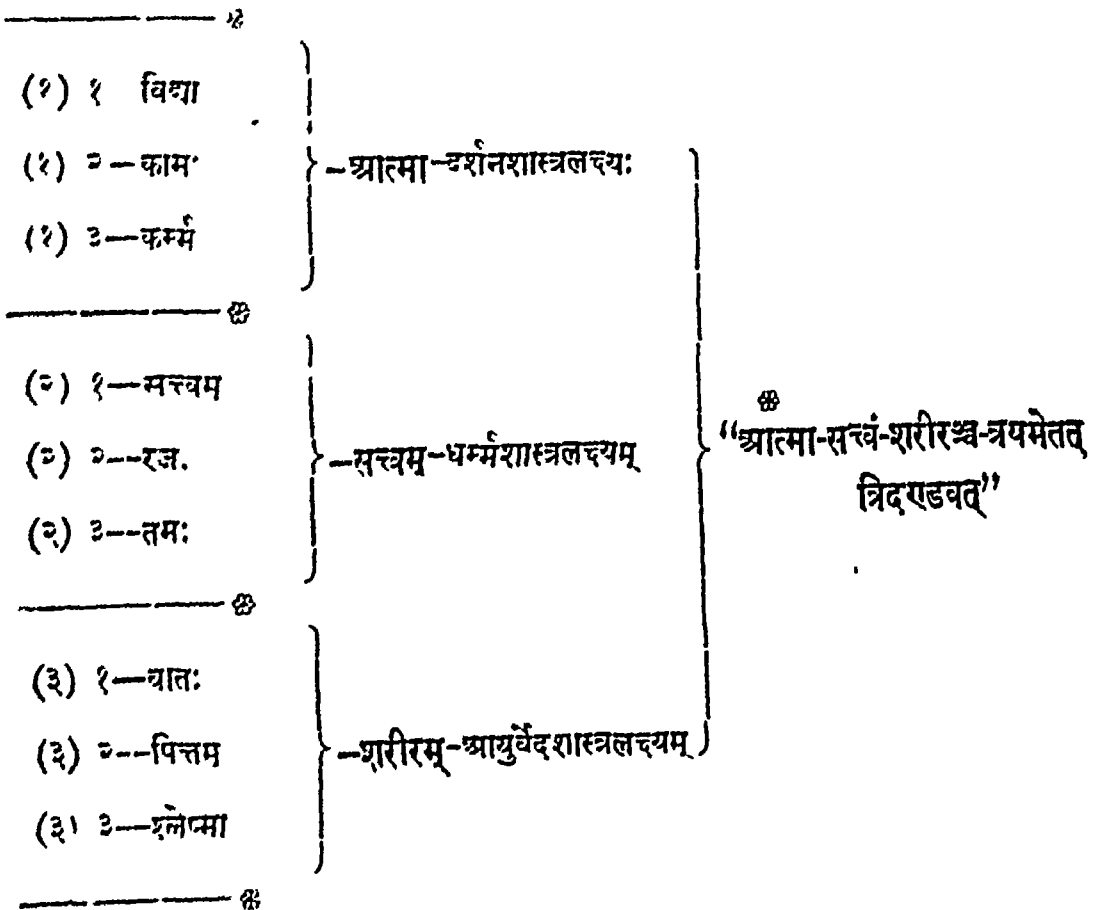 (१) १ विद्या
(१) २—काम
(१) ३—कर्म्म
—आत्मा-दर्शनशास्त्रलक्ष्यः
(२) १—सत्त्वम्
(२) २--रज.
(२) ३--तमः
—सत्त्वम्-धर्म्मशास्त्रलक्ष्यम्
(३) १—वातः
(३) २--पित्तम्
(३) ३—श्लेष्मा
—शरीरम्-आयुर्वेदशास्त्रलक्ष्यम्
“आत्मा-सत्त्वं-शरीरञ्च-त्रयमेतत्
त्रिदण्डवत्”